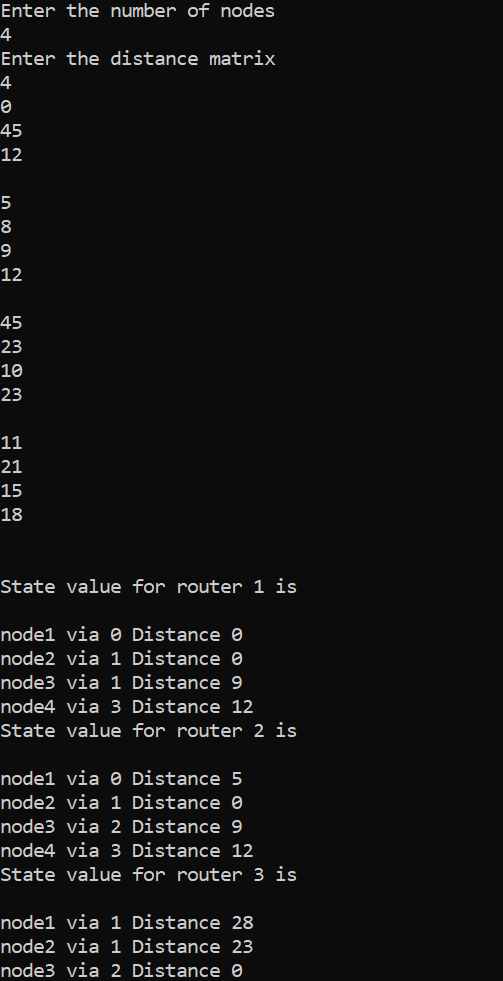 Enter the number of nodes
4
Enter the distance matrix
4
0
45
12
5
8
9
12
45
23
10
23
11
21
15
18
State value for router 1 is
node1 via 0 Distance 0
node2 via 1 Distance 0
node3 via 1 Distance 9
node4 via 3 Distance 12
State value for router 2 is
node1 via 0 Distance 5
node2 via 1 Distance 0
node3 via 2 Distance 9
node4 via 3 Distance 12
State value for router 3 is
node1 via 1 Distance 28
node2 via 1 Distance 23
node3 via 2 Distance 0